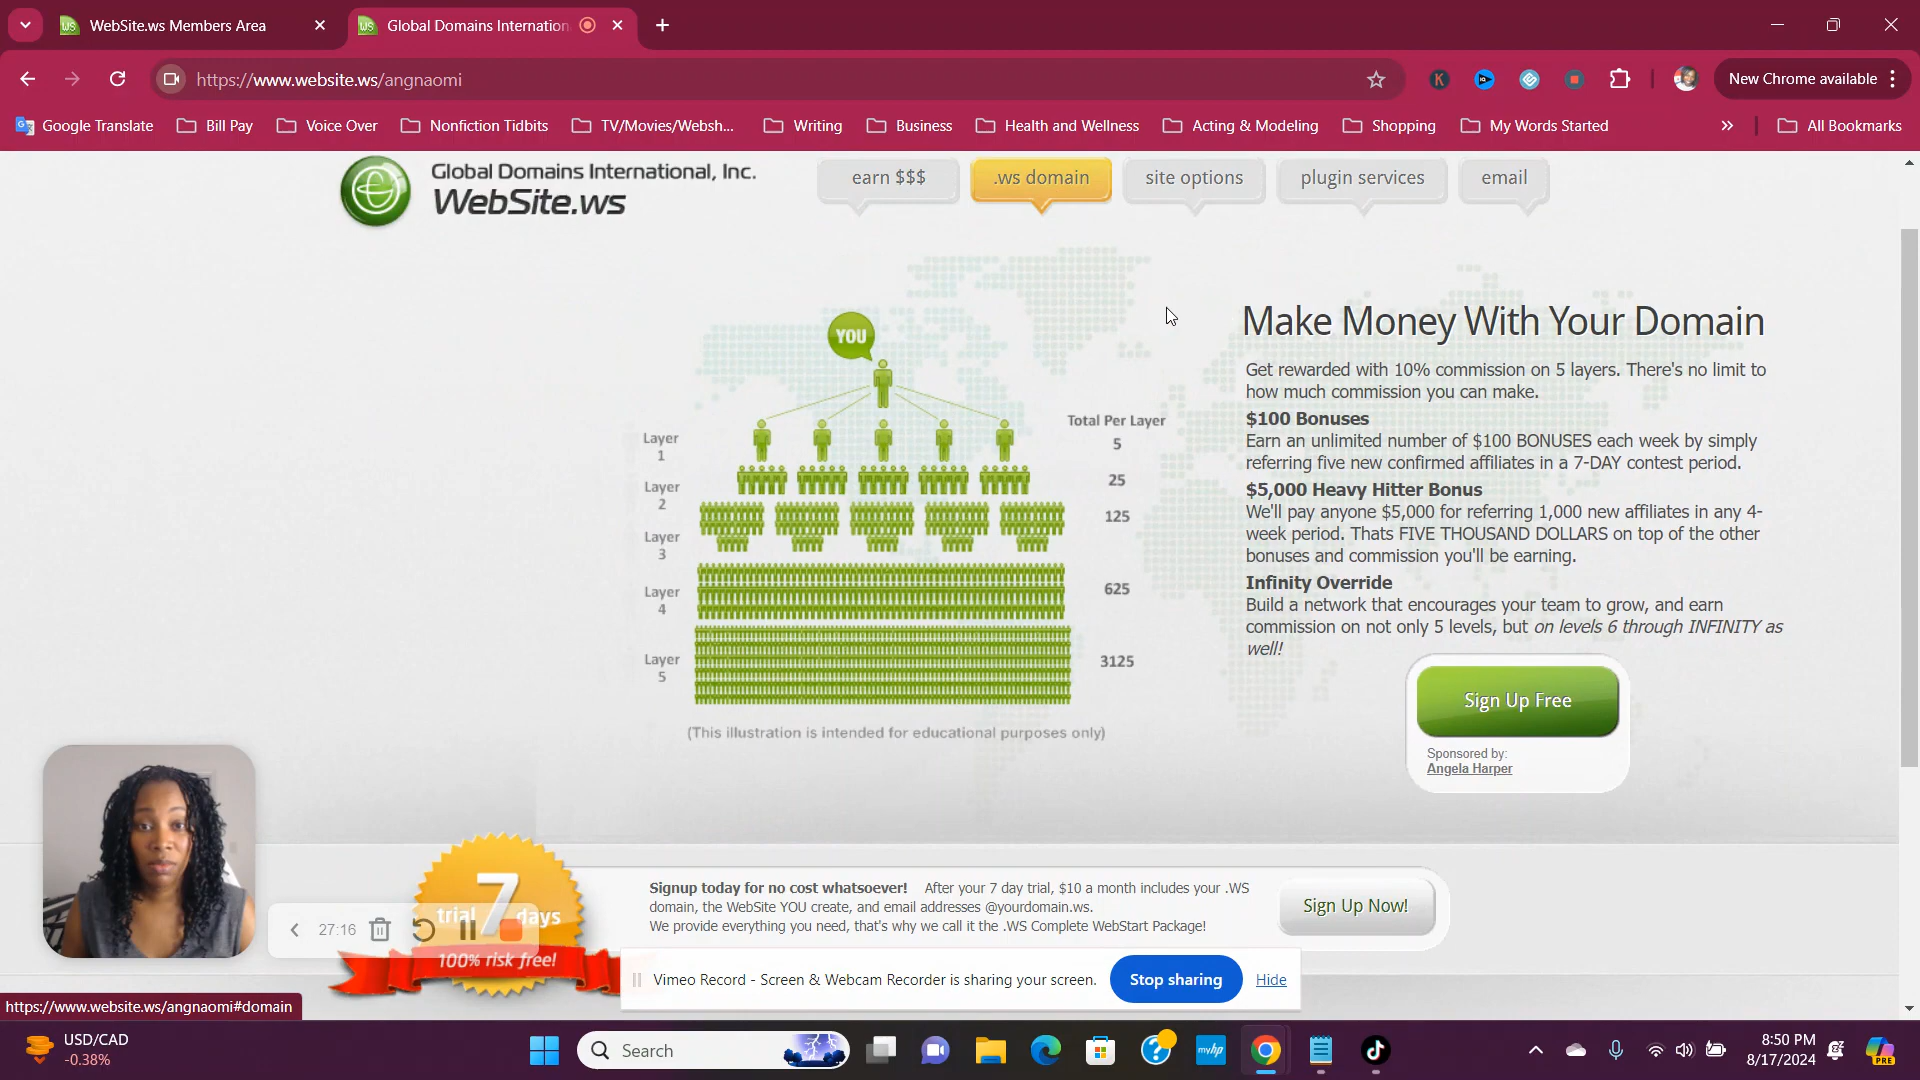 WebSite.ws Members Area
Global Domains Internation
https://www.website.ws/angnaomi
New Chrome available
Google Translate
Bill Pay
Voice Over
Nonfiction Tidbits
TV/Movies/Websh...
Writing
Business
Health and Wellness
Acting & Modeling
Shopping
My Words Started
All Bookmarks
Global Domains International, Inc.
WebSite.ws
earn $$$
.ws domain
site options
plugin services
email
YOU
Total Per Layer
Layer
1
5
Layer
2
25
Layer
3
125
Layer
4
625
Layer
5
3125
(This illustration is intended for educational purposes only)
Make Money With Your Domain
Get rewarded with 10% commission on 5 layers. There's no limit to
how much commission you can make.
$100 Bonuses
Earn an unlimited number of $100 BONUSES each week by simply
referring five new confirmed affiliates in a 7-DAY contest period.
$5,000 Heavy Hitter Bonus
We'll pay anyone $5,000 for referring 1,000 new affiliates in any 4-
week period. Thats FIVE THOUSAND DOLLARS on top of the other
bonuses and commission you'll be earning.
Infinity Override
Build a network that encourages your team to grow, and earn
commission on not only 5 levels, but on levels 6 through INFINITY as
well!
Sign Up Free
Sponsored by:
Angela Harper
trial 7 days
100% risk free!
27:16
Signup today for no cost whatsoever! After your 7 day trial, $10 a month includes your .WS
domain, the WebSite YOU create, and email addresses @yourdomain.ws.
We provide everything you need, that's why we call it the .WS Complete WebStart Package!
Sign Up Now!
Vimeo Record - Screen & Webcam Recorder is sharing your screen.
Stop sharing
Hide
https://www.website.ws/angnaomi#domain
USD/CAD
-0.38%
Search
myhp
8:50 PM
8/17/2024
PRE